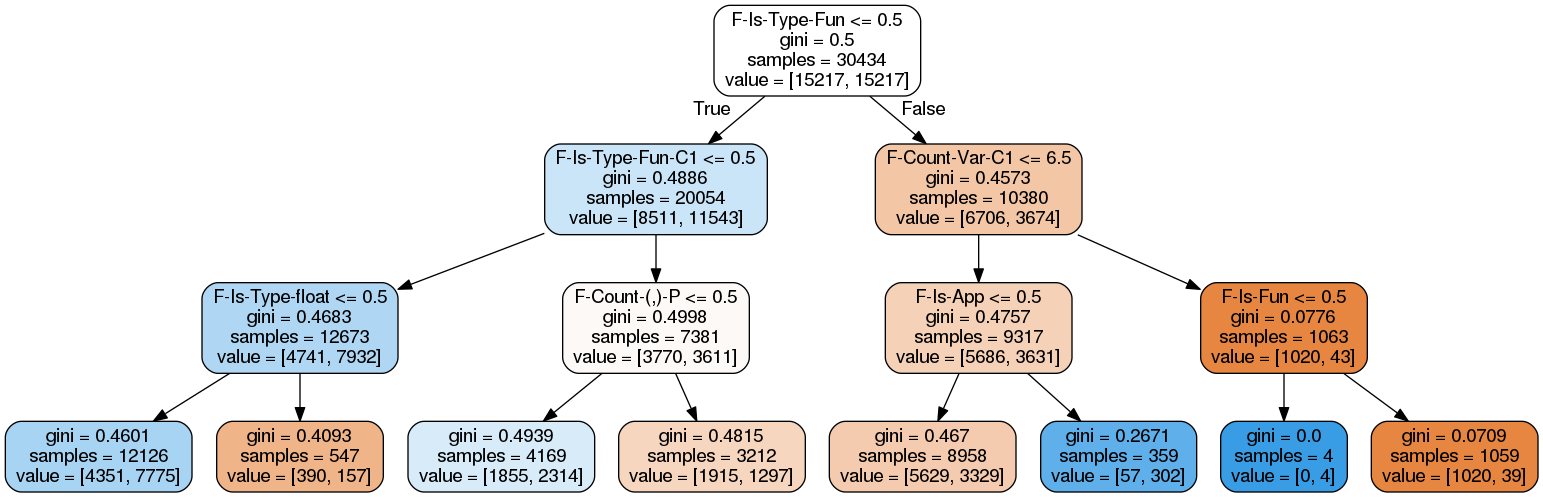 F-Is-Type-Fun <= 0.5
gini = 0.5
samples = 30434
value = [15217, 15217]
True
False
F-Is-Type-Fun-C1 <= 0.5
gini = 0.4886
samples = 20054
value = [8511, 11543]
F-Count-Var-C1 <= 6.5
gini = 0.4573
samples = 10380
value = [6706, 3674]
F-Is-Type-float <= 0.5
gini = 0.4683
samples = 12673
value = [4741, 7932]
F-Count-(,)-P <= 0.5
gini = 0.4998
samples = 7381
value = [3770, 3611]
F-Is-App <= 0.5
gini = 0.4757
samples = 9317
value = [5686, 3631]
F-Is-Fun <= 0.5
gini = 0.0776
samples = 1063
value = [1020, 43]
gini = 0.4601
samples = 12126
value = [4351, 7775]
gini = 0.4093
samples = 547
value = [390, 157]
gini = 0.4939
samples = 4169
value = [1855, 2314]
gini = 0.4815
samples = 3212
value = [1915, 1297]
gini = 0.467
samples = 8958
value = [5629, 3329]
gini = 0.2671
samples = 359
value = [57, 302]
gini = 0.0
samples = 4
value = [0, 4]
gini = 0.0709
samples = 1059
value = [1020, 39]